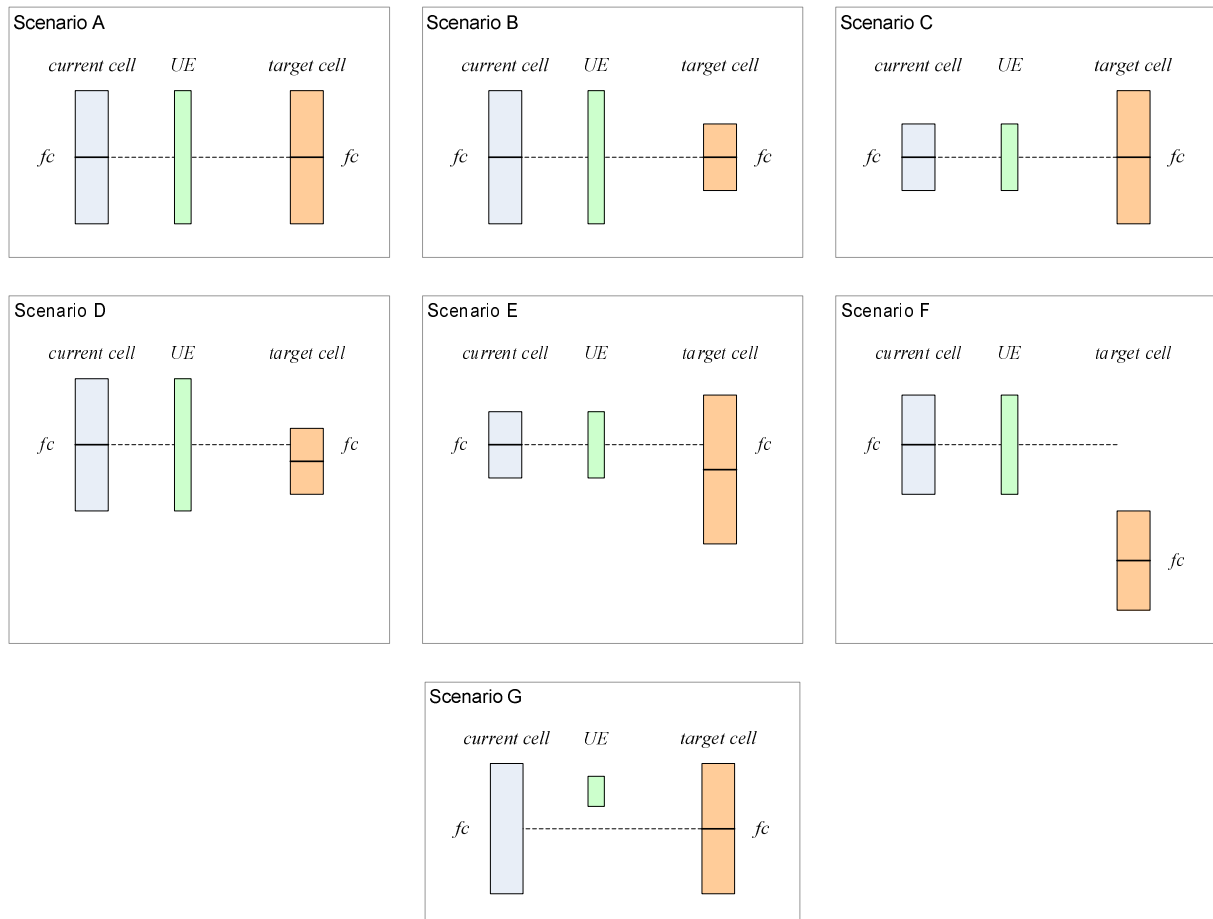 Scenario A
current cell UE target cell
fc fc
Scenario B
current cell UE target cell
fc fc
Scenario C
current cell UE target cell
fc fc
Scenario D
current cell UE target cell
fc fc
Scenario E
current cell UE target cell
fc fc
Scenario F
current cell UE target cell
fc
fc
Scenario G
current cell UE target cell
fc fc